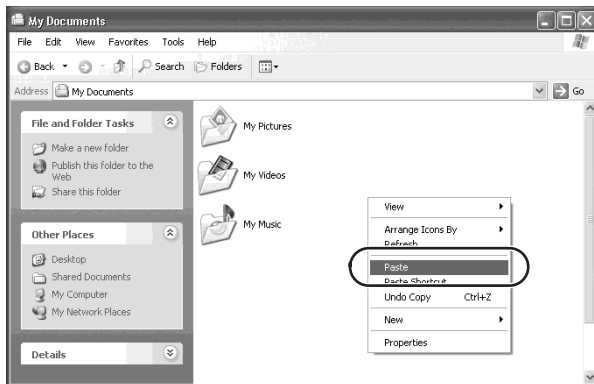 My Documents
File Edit View Favorites Tools Help
Back Search Folders
Address My Documents Go
File and Folder Tasks
Make a new folder
Publish this folder to the
Web
Share this folder
Other Places
Desktop
Shared Documents
My Computer
My Network Places
Details
My Pictures
My Videos
My Music
View
Arrange Icons By
Refresh
Paste
Paste Shortcut
Undo Copy Ctrl+Z
New
Properties